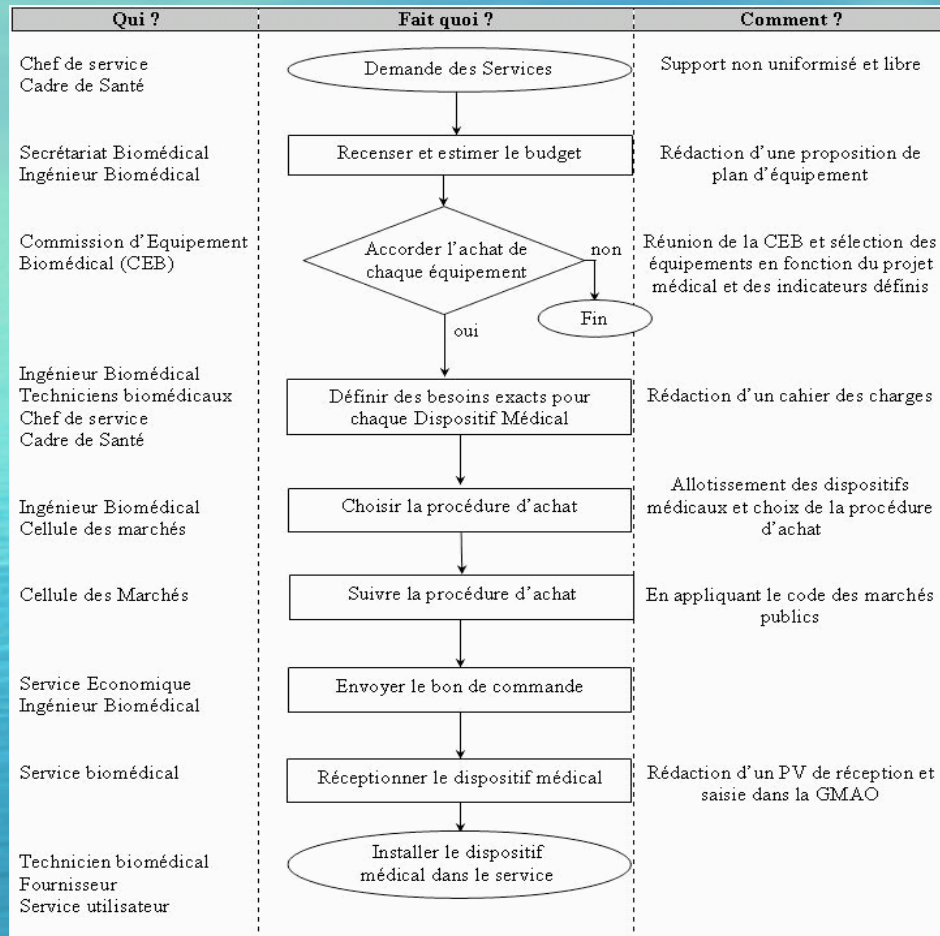 Qui ?
Fait quoi ?
Comment ?
Chef de service
Cadre de Santé
Demande des Services
Support non uniformisé et libre
Secrétariat Biomédical
Ingénieur Biomédical
Recenser et estimer le budget
Rédaction d'une proposition de
plan d'équipement
Commission d'Equipement
Biomédical (CEB)
Accorder l'achat de
chaque équipement
non
Fin
oui
Réunion de la CEB et sélection des
équipements en fonction du projet
médical et des indicateurs définis
Ingénieur Biomédical
Techniciens biomédicaux
Chef de service
Cadre de Santé
Définir des besoins exacts pour
chaque Dispositif Médical
Rédaction d'un cahier des charges
Ingénieur Biomédical
Cellule des marchés
Choisir la procédure d'achat
Allotissement des dispositifs
médicaux et choix de la procédure
d'achat
Cellule des Marchés
Suivre la procédure d'achat
En appliquant le code des marchés
publics
Service Economique
Ingénieur Biomédical
Envoyer le bon de commande
Service biomédical
Réceptionner le dispositif médical
Rédaction d'un PV de réception et
saisie dans la GMAO
Technicien biomédical
Fournisseur
Service utilisateur
Installer le dispositif
médical dans le service